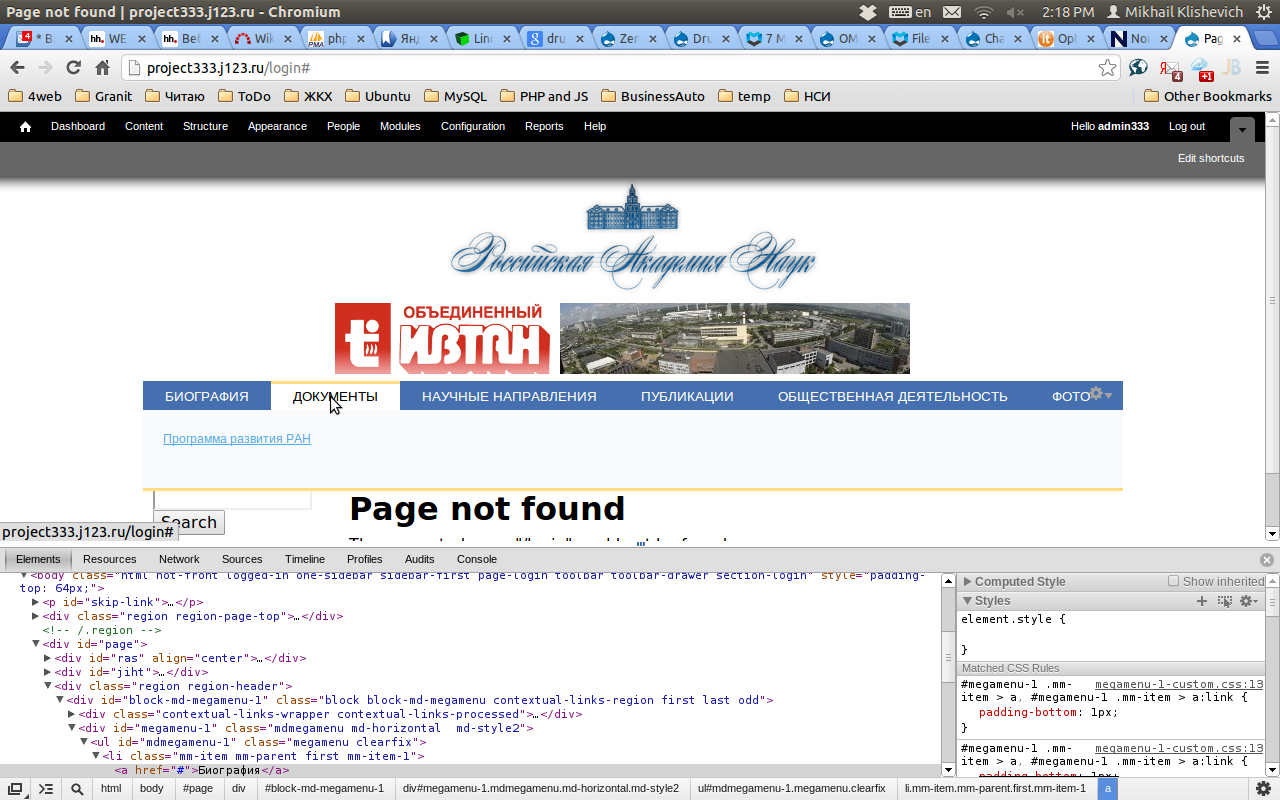 Page not found | project333.j123.ru - Chromium
en
2:18 PM
Mikhail Klishevich
* B
WE
Веб
Wik
php
Янд
Linc
dru
Zer
Dru
7 M
OM
File
Cha
Op
Nor
Pag
project333.j123.ru/login#
4
+1
JB
4web
Granit
Читаю
ToDo
ЖКХ
Ubuntu
MySQL
PHP and JS
BusinessAuto
temp
НСИ
Other Bookmarks
Dashboard
Content
Structure
Appearance
People
Modules
Configuration
Reports
Help
Hello admin333
Log out
Edit shortcuts
Российская Академия Наук
ОБЪЕДИНЕННЫЙ
ИВТАН
БИОГРАФИЯ
ДОКУМЕНТЫ
НАУЧНЫЕ НАПРАВЛЕНИЯ
ПУБЛИКАЦИИ
ОБЩЕСТВЕННАЯ ДЕЯТЕЛЬНОСТЬ
ФОТО
Программа развития РАН
Page not found
Search
project333.j123.ru/login#
Elements
Resources
Network
Sources
Timeline
Profiles
Audits
Console
<body class="html not-front logged-in one-sidebar sidebar-first page-login toolbar toolbar-drawer section-login" style="padding-
top: 64px;">
<p id="skip-link">…</p>
<div class="region region-page-top">…</div>
<!-- /.region -->
<div id="page">
<div id="ras" align="center">…</div>
<div id="jiht">…</div>
<div class="region region-header">
<div id="block-md-megamenu-1" class="block block-md-megamenu contextual-links-region first last odd">
<div class="contextual-links-wrapper contextual-links-processed">…</div>
<div id="megamenu-1" class="mdmegamenu md-horizontal  md-style2">
<ul id="mdmegamenu-1" class="megamenu clearfix">
<li class="mm-item mm-parent first mm-item-1">
<a href="#">Биография</a>
Computed Style
Show inherited
Styles
element.style {
}
Matched CSS Rules
#megamenu-1 .mm- megamenu-1-custom.css:13
item > a, #megamenu-1 .mm-item > a:link {
padding-bottom: 1px;
}
#megamenu-1 .mm- megamenu-1-custom.css:13
item > a, #megamenu-1 .mm-item > a:link {
padding-bottom: 1px;
html
body
#page
div
#block-md-megamenu-1
div#megamenu-1.mdmegamenu.md-horizontal.md-style2
ul#mdmegamenu-1.megamenu.clearfix
li.mm-item.mm-parent.first.mm-item-1
a